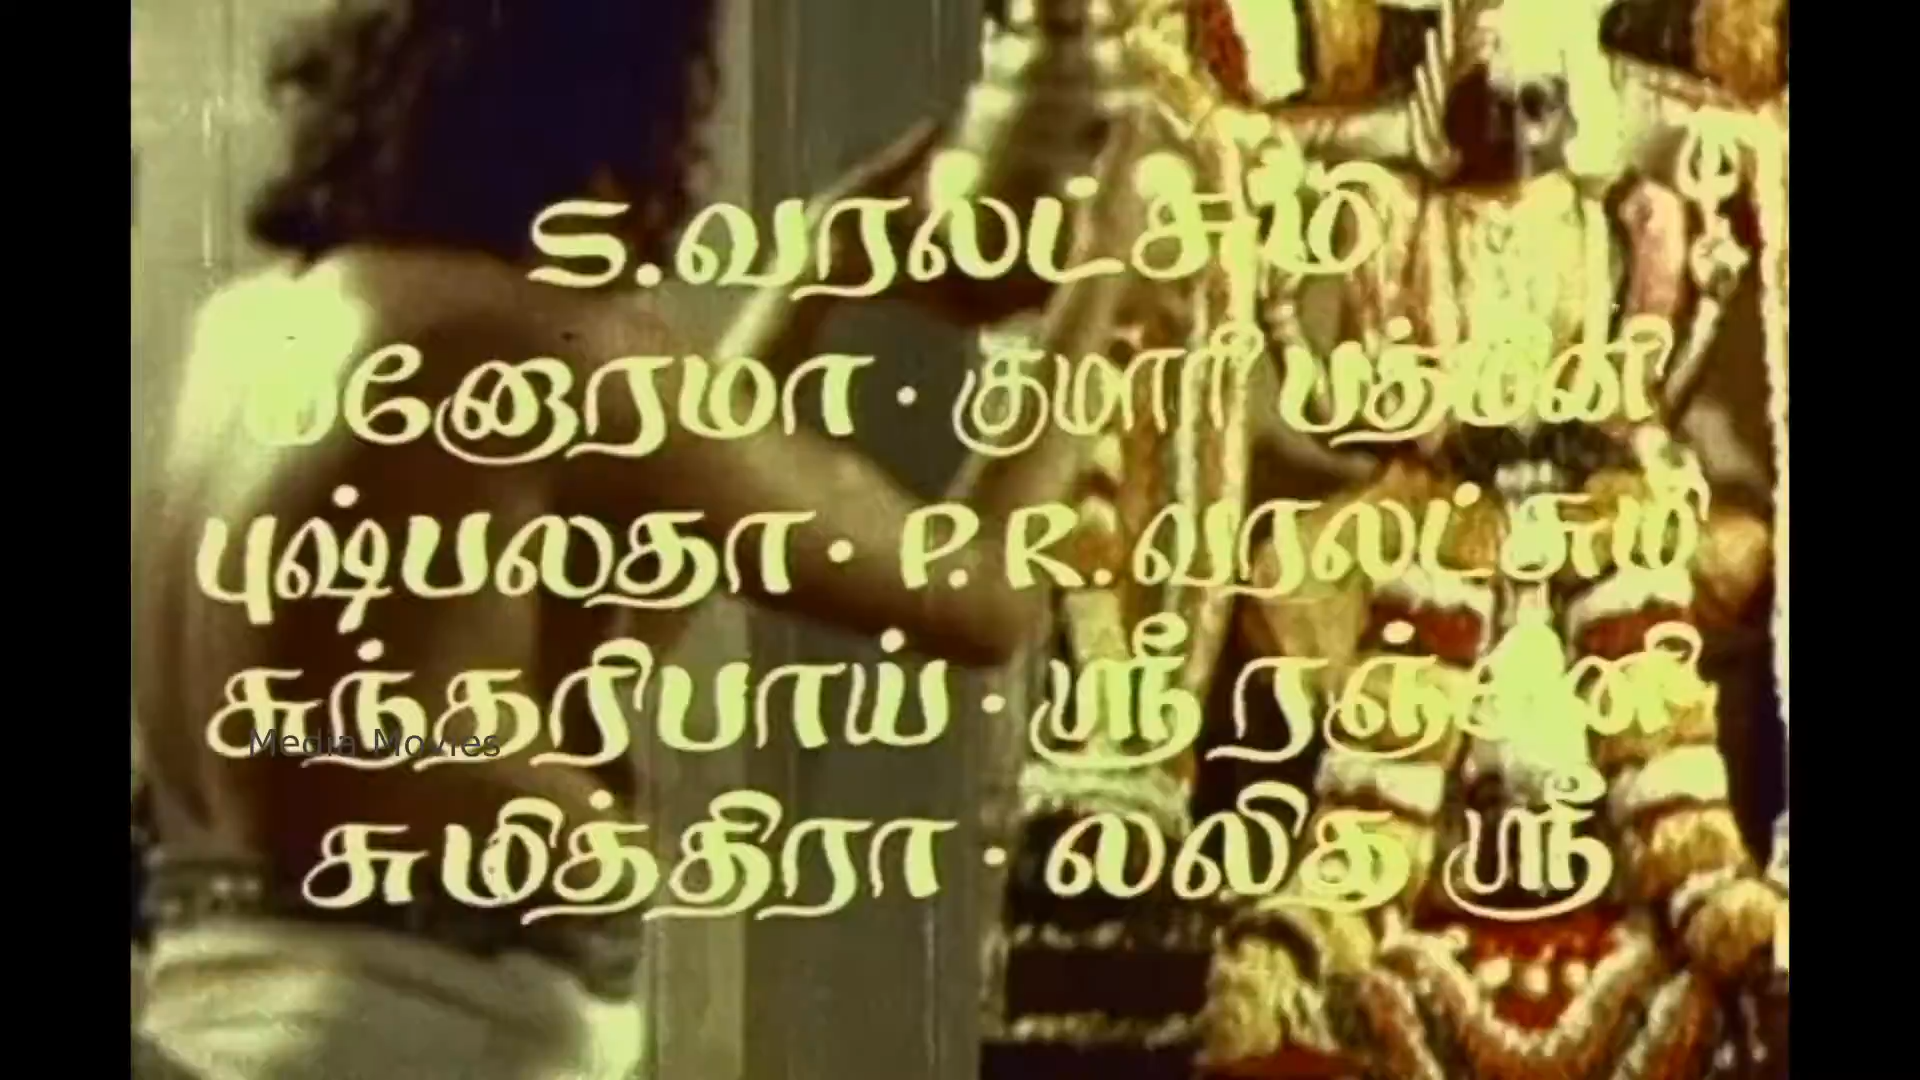 S.வரலட்சுமி
மனோரமா · குமாரி பத்மினி
புஷ்பலதா · P.R.வரலட்சுமி
சுந்தரிபாய் · ஸ்ரீ ரஞ்சனி
Media Movies
சுமித்திரா · லலித ஸ்ரீ